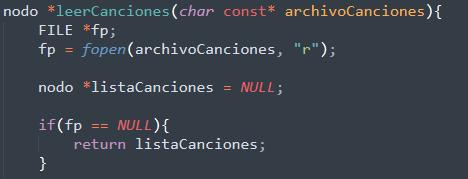 nodo *leerCanciones(char const* archivoCanciones){
    FILE *fp;
    fp = fopen(archivoCanciones, "r");
    nodo *listaCanciones = NULL;
    if(fp == NULL){
        return listaCanciones;
    }